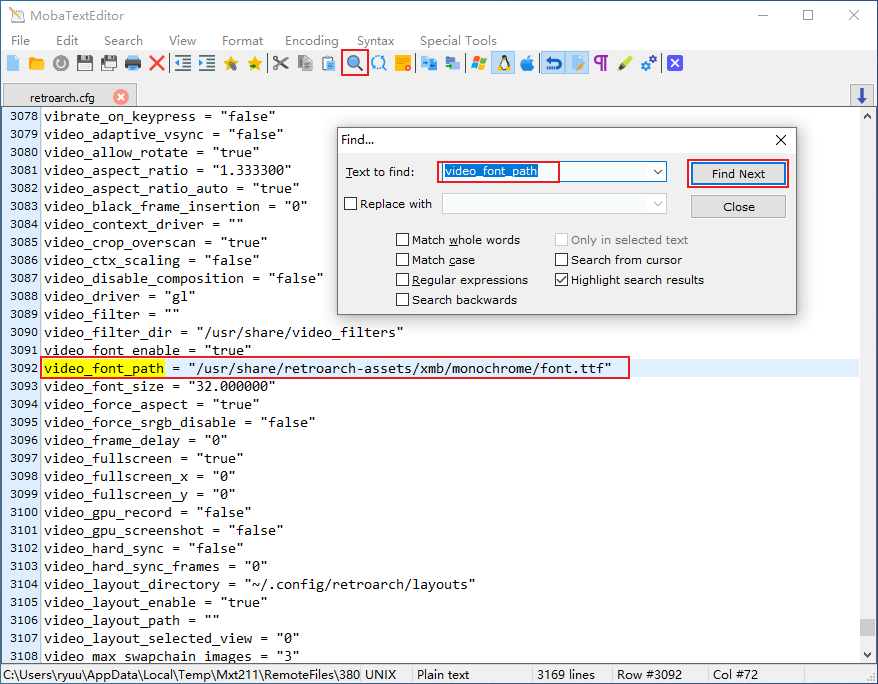 MobaTextEditor
File Edit Search View Format Encoding Syntax Special Tools
retroarch.cfg
3078 vibrate_on_keypress = "false"
3079 video_adaptive_vsync = "false"
3080 video_allow_rotate = "true"
3081 video_aspect_ratio = "1.333300"
3082 video_aspect_ratio_auto = "true"
3083 video_black_frame_insertion = "0"
3084 video_context_driver = ""
3085 video_crop_overscan = "true"
3086 video_ctx_scaling = "false"
3087 video_disable_composition = "false"
3088 video_driver = "gl"
3089 video_filter = ""
3090 video_filter_dir = "/usr/share/video_filters"
3091 video_font_enable = "true"
3092 video_font_path = "/usr/share/retroarch-assets/xmb/monochrome/font.ttf"
3093 video_font_size = "32.000000"
3094 video_force_aspect = "true"
3095 video_force_srgb_disable = "false"
3096 video_frame_delay = "0"
3097 video_fullscreen = "true"
3098 video_fullscreen_x = "0"
3099 video_fullscreen_y = "0"
3100 video_gpu_record = "false"
3101 video_gpu_screenshot = "false"
3102 video_hard_sync = "false"
3103 video_hard_sync_frames = "0"
3104 video_layout_directory = "~/.config/retroarch/layouts"
3105 video_layout_enable = "true"
3106 video_layout_path = ""
3107 video_layout_selected_view = "0"
3108 video_max_swapchain_images = "3"
Find...
Text to find: video_font_path Find Next
Replace with Close
Match whole words Only in selected text
Match case Search from cursor
Regular expressions Highlight search results
Search backwards
C:\Users\ryuu\AppData\Local\Temp\Mxt211\RemoteFiles\380 UNIX Plain text 3169 lines Row #3092 Col #72